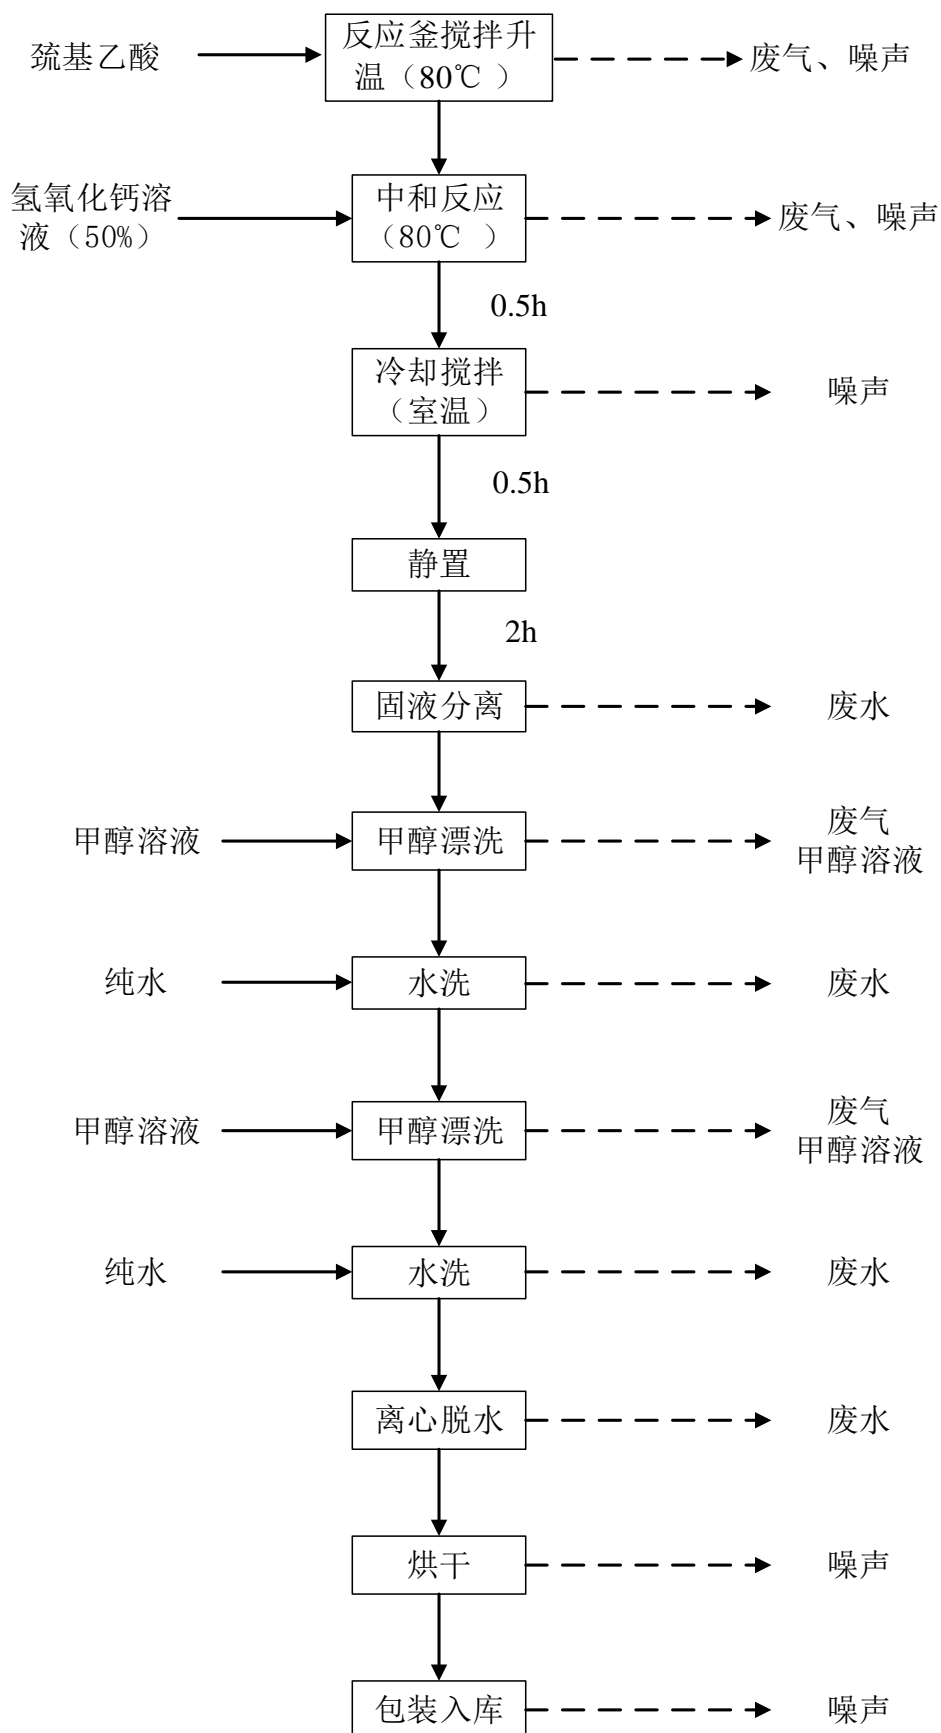 巯基乙酸
反应釜搅拌升
温（80℃ ）
废气、噪声
氢氧化钙溶
液（50%）
中和反应
（80℃ ）
废气、噪声
0.5h
冷却搅拌
（室温）
噪声
0.5h
静置
2h
固液分离
废水
甲醇溶液
甲醇漂洗
废气
甲醇溶液
纯水
水洗
废水
甲醇溶液
甲醇漂洗
废气
甲醇溶液
纯水
水洗
废水
离心脱水
废水
烘干
噪声
包装入库
噪声